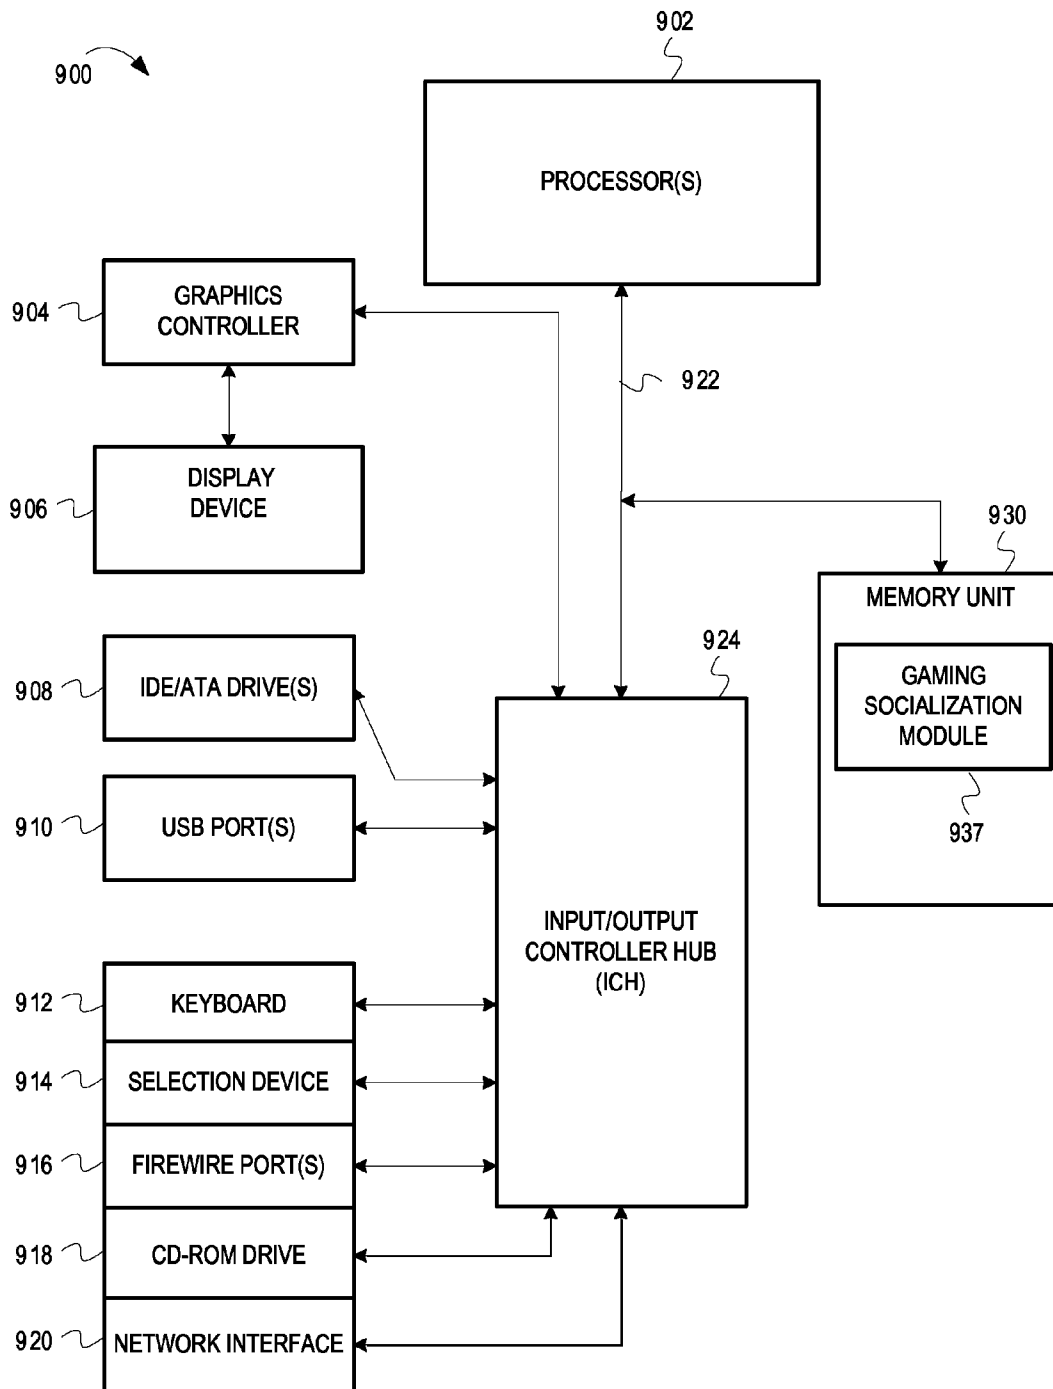 902
900
PROCESSOR(S)
904
GRAPHICS
CONTROLLER
922
906
DISPLAY
DEVICE
930
MEMORY UNIT
924
908
IDE/ATA DRIVE(S)
GAMING
SOCIALIZATION
MODULE
910
USB PORT(S)
937
INPUT/OUTPUT
CONTROLLER HUB
(ICH)
912
KEYBOARD
914
SELECTION DEVICE
916
FIREWIRE PORT(S)
918
CD-ROM DRIVE
920
NETWORK INTERFACE